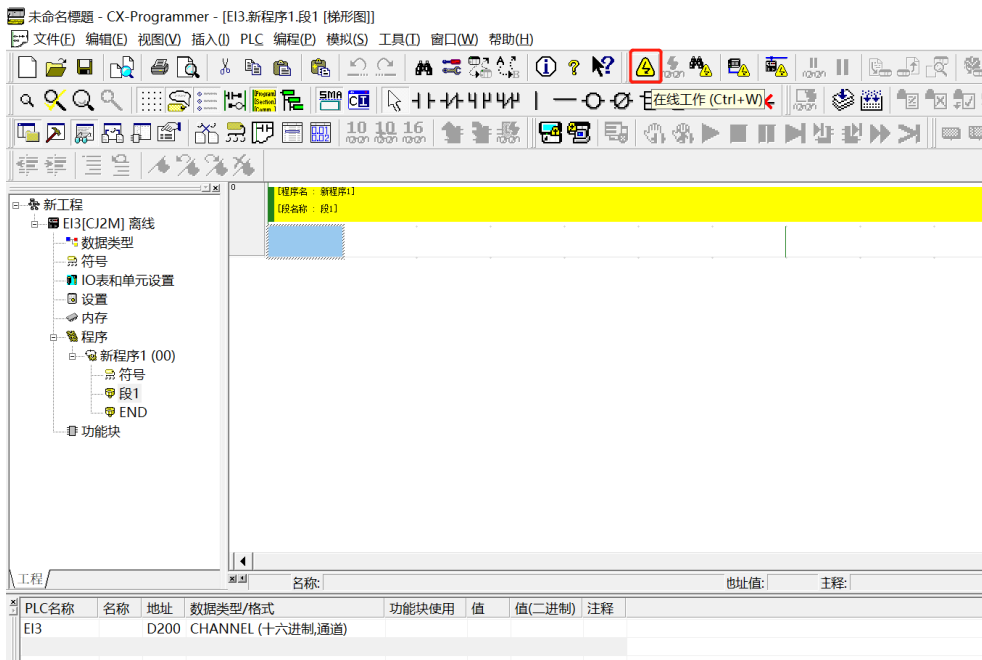 未命名標題 - CX-Programmer - [EI3.新程序1.段1 [梯形图]]
文件(F) 编辑(E) 视图(V) 插入(I) PLC 编程(P) 模拟(S) 工具(T) 窗口(W) 帮助(H)
在线工作 (Ctrl+W)
10 10 16
0
[程序名 : 新程序1]
[段名称 : 段1]
新工程
EI3[CJ2M] 离线
数据类型
符号
IO表和单元设置
设置
内存
程序
新程序1 (00)
符号
段1
END
功能块
工程
名称: 地址值: 注释:
PLC名称 名称 地址 数据类型/格式 功能块使用 值 值(二进制) 注释
EI3 D200 CHANNEL (十六进制,通道)